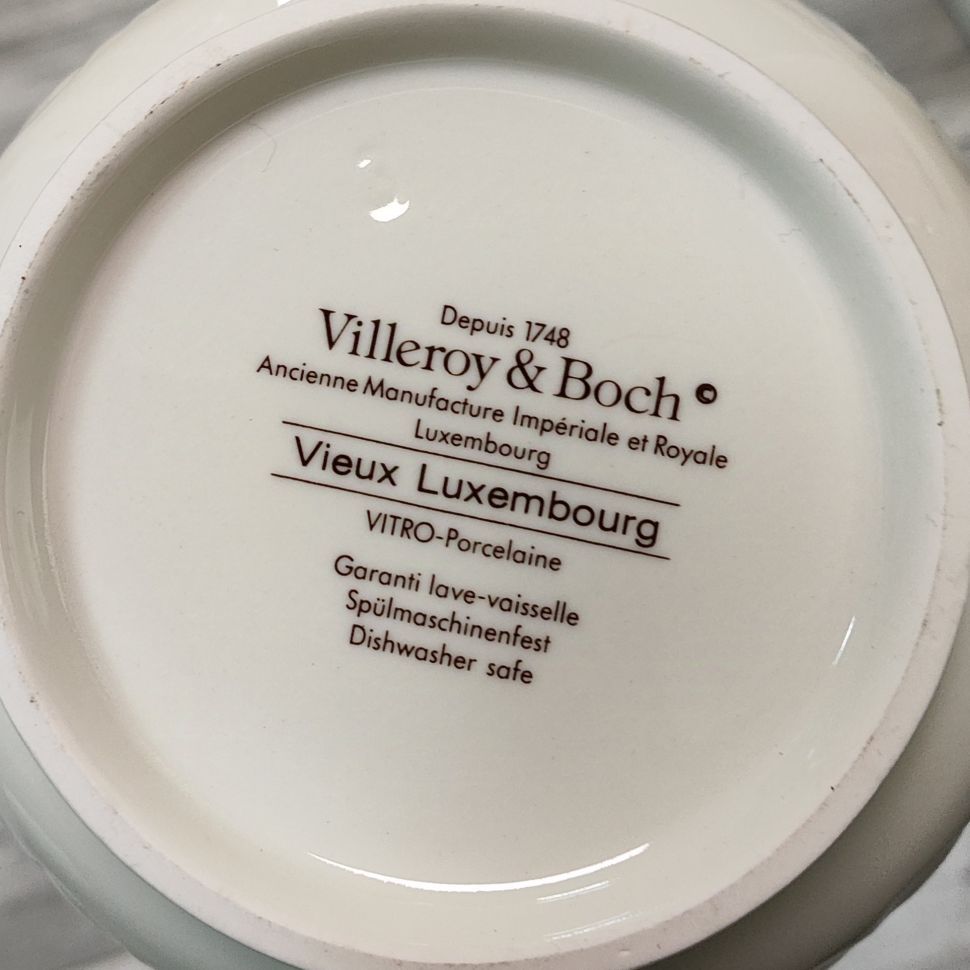 Depuis 1748
Villeroy & Boch ©
Ancienne Manufacture Impériale et Royale
Luxembourg
Vieux Luxembourg
VITRO-Porcelaine
Garanti lave-vaisselle
Spülmaschinenfest
Dishwasher safe